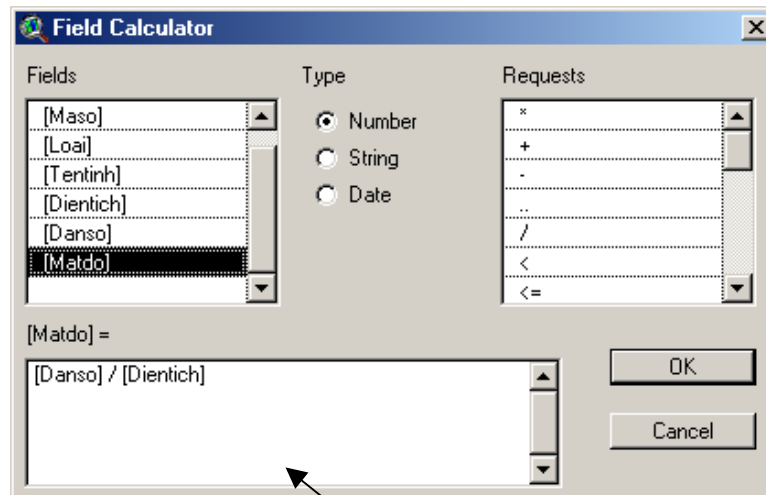 Field Calculator
Fields
[Maso]
[Loai]
[Tentinh]
[Dientich]
[Danso]
[Matdo]
Type
Number
String
Date
Requests
*
+
-
..
/
<
<=
[Matdo] =
[Danso] / [Dientich]
OK
Cancel